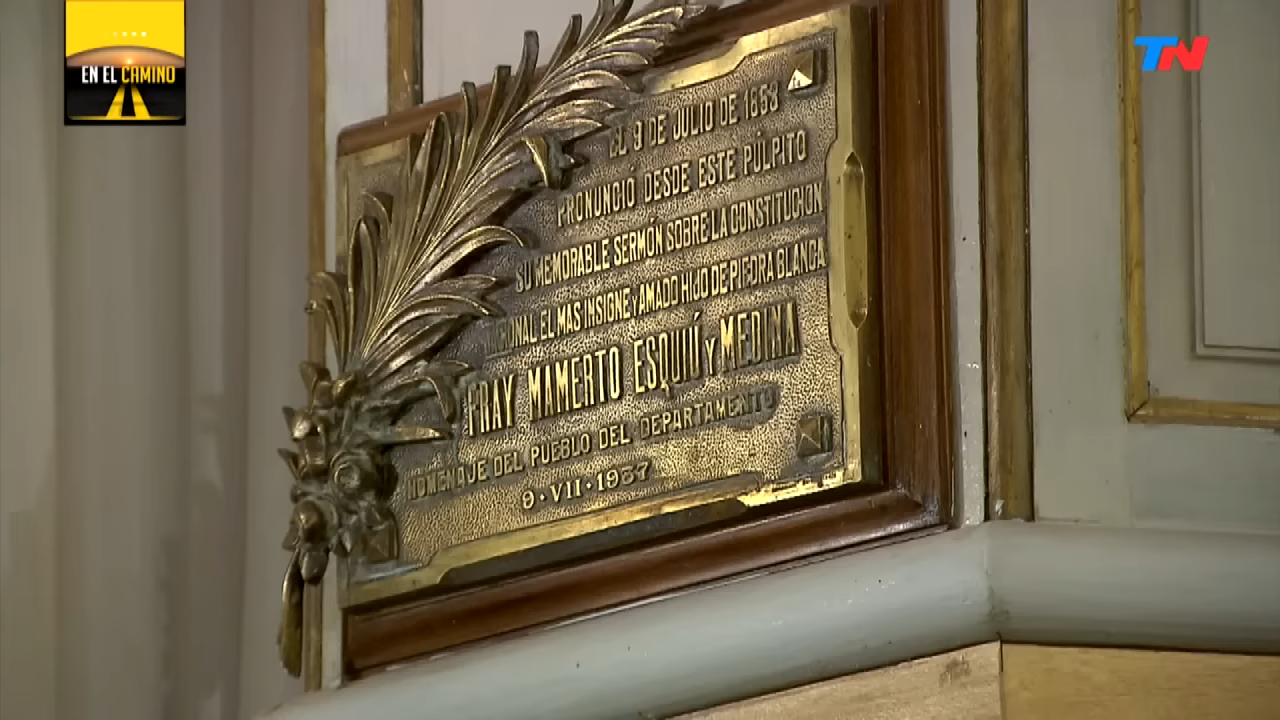 EN EL CAMINO
TN
EL 9 DE JULIO DE 1853
PRONUNCIÓ DESDE ESTE PÚLPITO
SU MEMORABLE SERMÓN SOBRE LA CONSTITUCION
NACIONAL EL MAS INSIGNE Y AMADO HIJO DE PIEDRA BLANCA
FRAY MAMERTO ESQUIÚ Y MEDINA
HOMENAJE DEL PUEBLO DEL DEPARTAMENTO
9·VII·1937